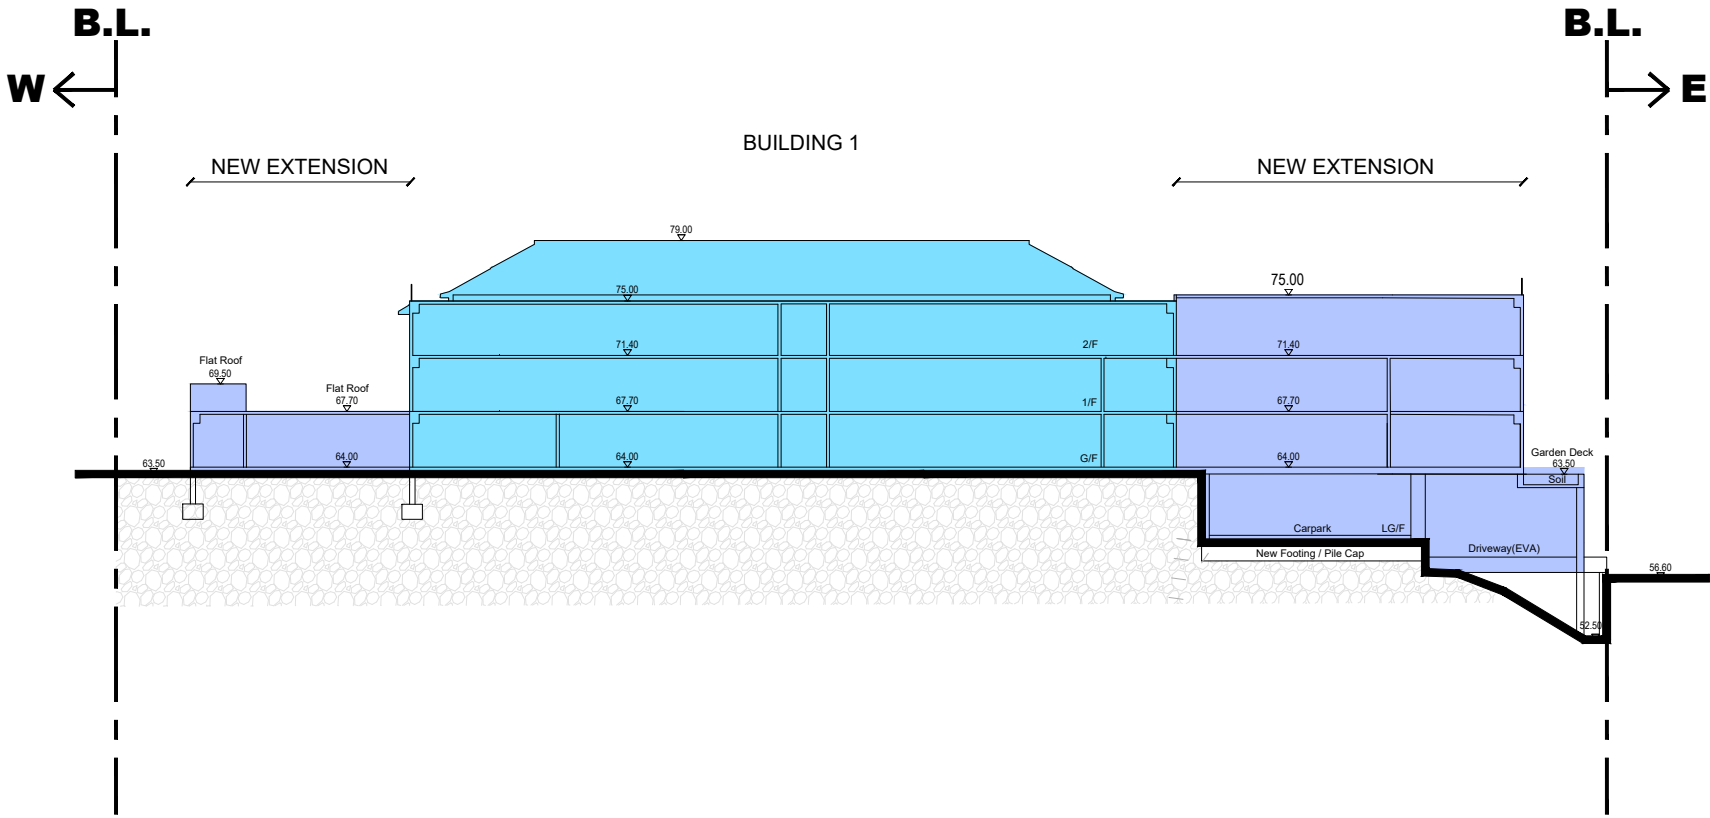 B.L.
B.L.
W
E
BUILDING 1
NEW EXTENSION
NEW EXTENSION
79.00
75.00
75.00
71.40
2/F
71.40
Flat Roof
69.50
Flat Roof
67.70
67.70
1/F
67.70
63.50
64.00
64.00
G/F
64.00
Garden Deck
63.50
Soil
Carpark
LG/F
New Footing / Pile Cap
Driveway(EVA)
56.60
52.50